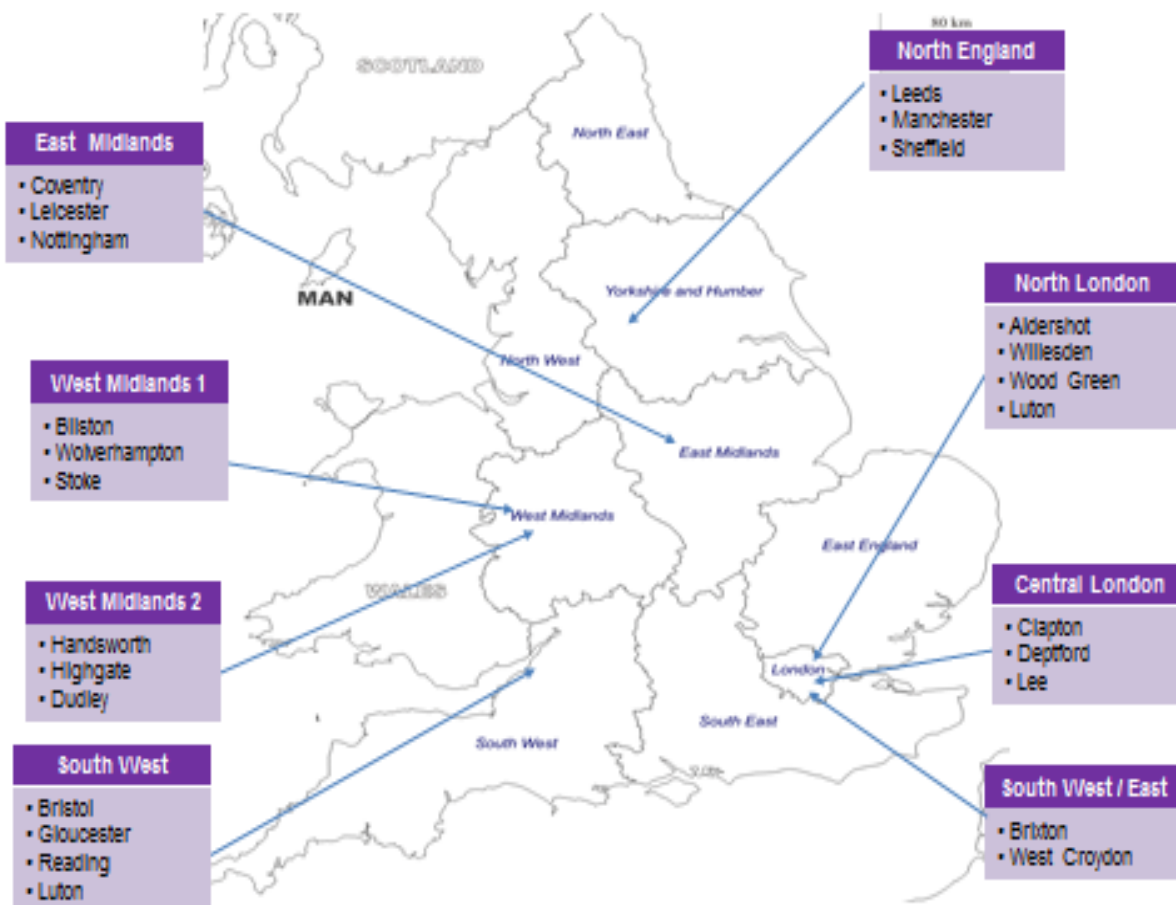 80 km
SCOTLAND
North England
▪ Leeds
▪ Manchester
▪ Sheffield
North East
East Midlands
▪ Coventry
▪ Leicester
▪ Nottingham
MAN
Yorkshire and Humber
North London
▪ Aldershot
▪ Willesden
▪ Wood Green
▪ Luton
North West
West Midlands 1
▪ Bilston
▪ Wolverhampton
▪ Stoke
East Midlands
West Midlands
East England
WALES
West Midlands 2
▪ Handsworth
▪ Highgate
▪ Dudley
Central London
▪ Clapton
▪ Deptford
▪ Lee
London
South East
South West
South West
▪ Bristol
▪ Gloucester
▪ Reading
▪ Luton
South West / East
▪ Brixton
▪ West Croydon